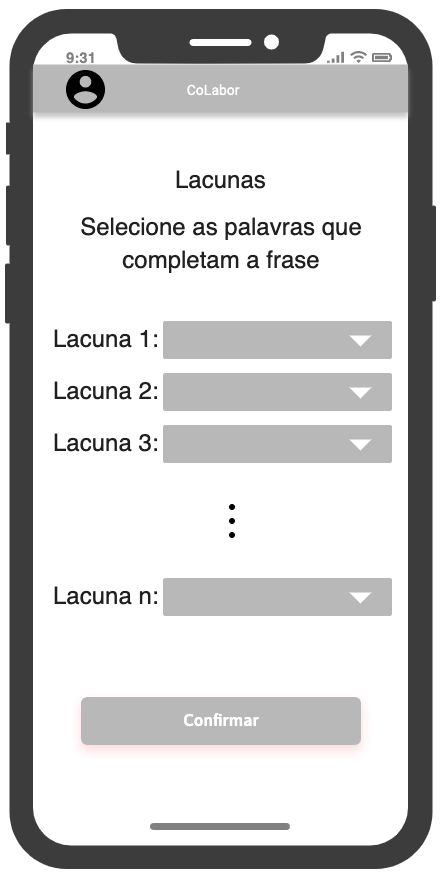 9:31
CoLabor
Lacunas
Selecione as palavras que
completam a frase
Lacuna 1:
Lacuna 2:
Lacuna 3:
Lacuna n:
Confirmar